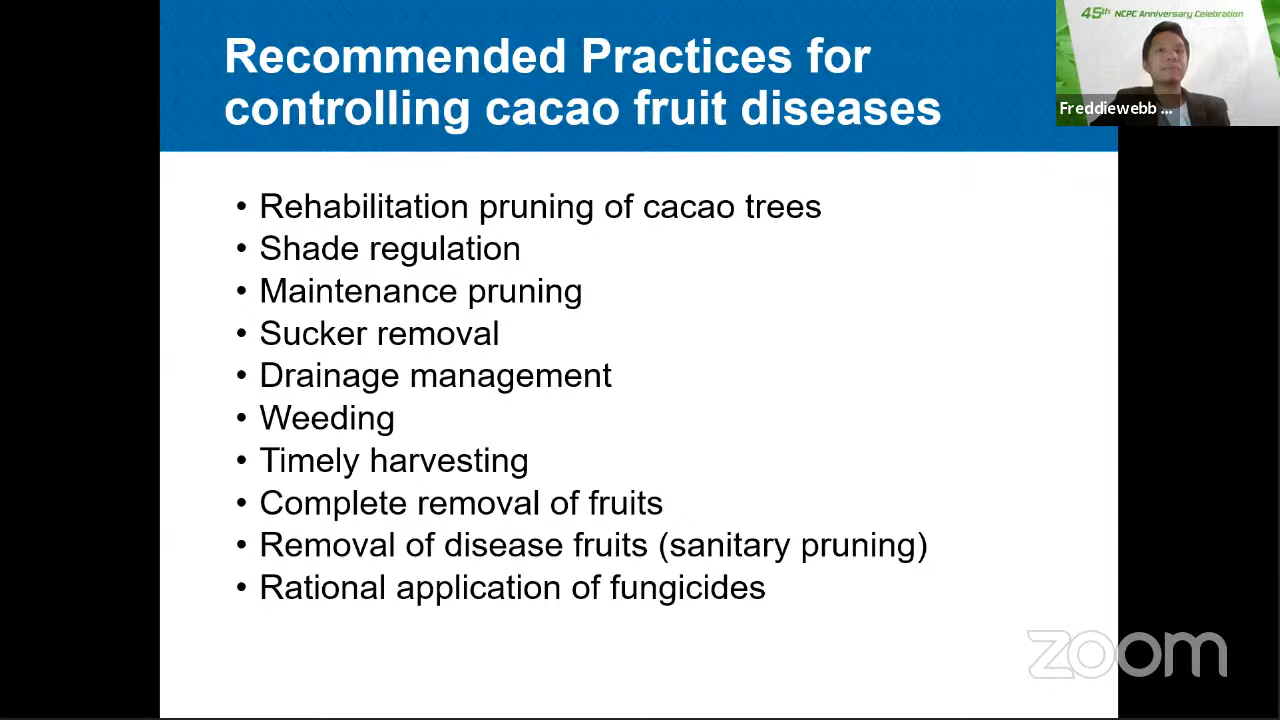 Recommended Practices for
controlling cacao fruit diseases
45th NCPC Anniversary Celebration
Freddiewebb ...
• Rehabilitation pruning of cacao trees
• Shade regulation
• Maintenance pruning
• Sucker removal
• Drainage management
• Weeding
• Timely harvesting
• Complete removal of fruits
• Removal of disease fruits (sanitary pruning)
• Rational application of fungicides
zoom